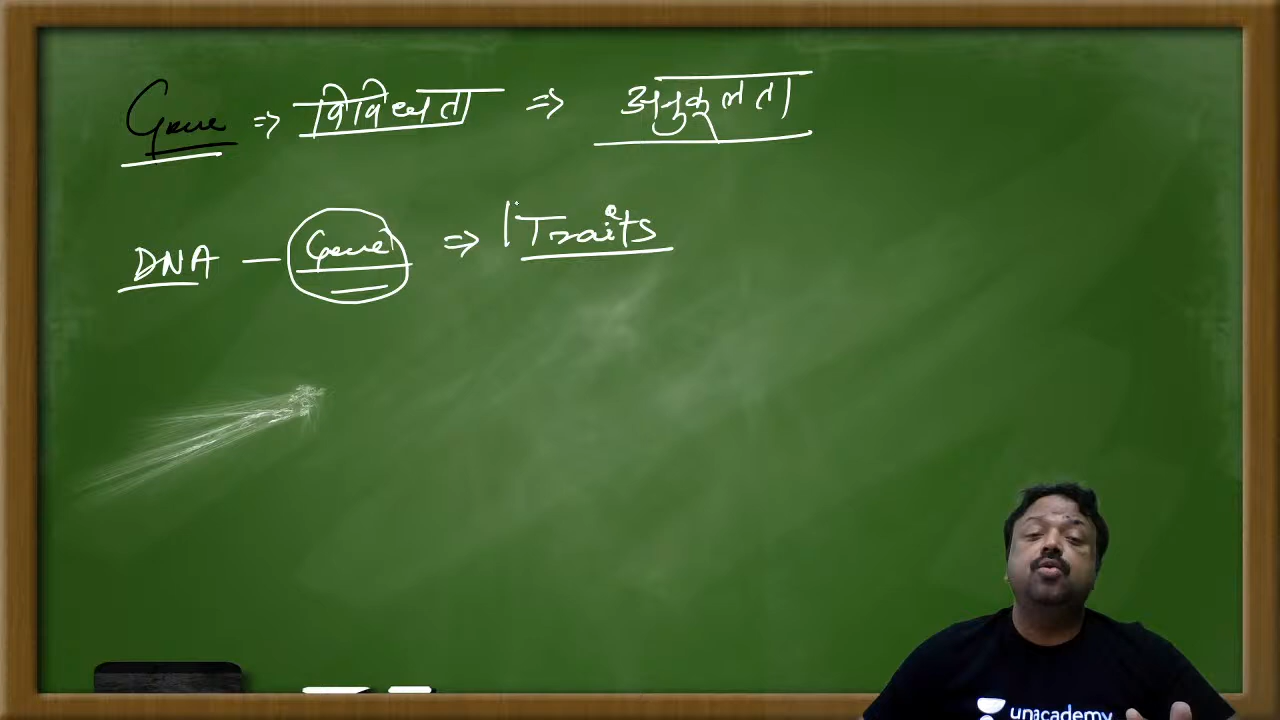 Gene => विविधता => अनुकूलता
DNA - Gene => Traits
unacademy